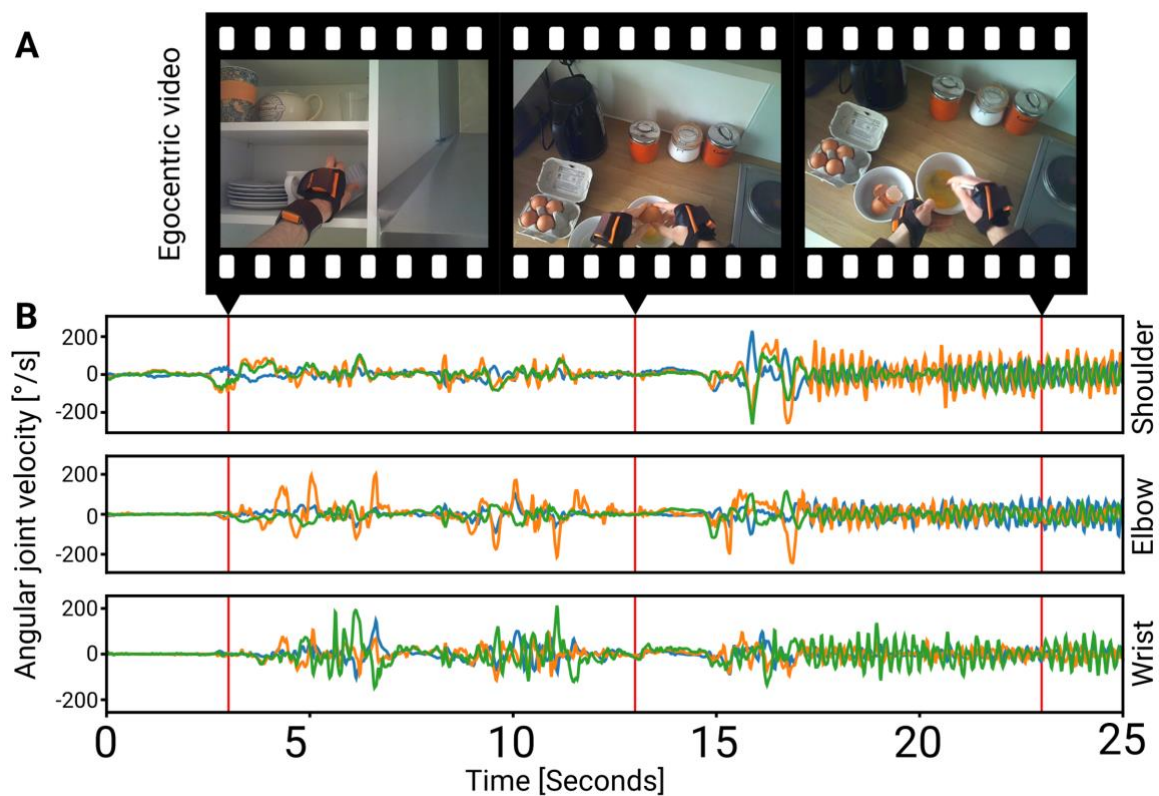 A
Egocentric video
B
Angular joint velocity [°/s]
200
0
-200
Shoulder
200
0
-200
Elbow
200
0
-200
Wrist
0 5 10 15 20 25
Time [Seconds]